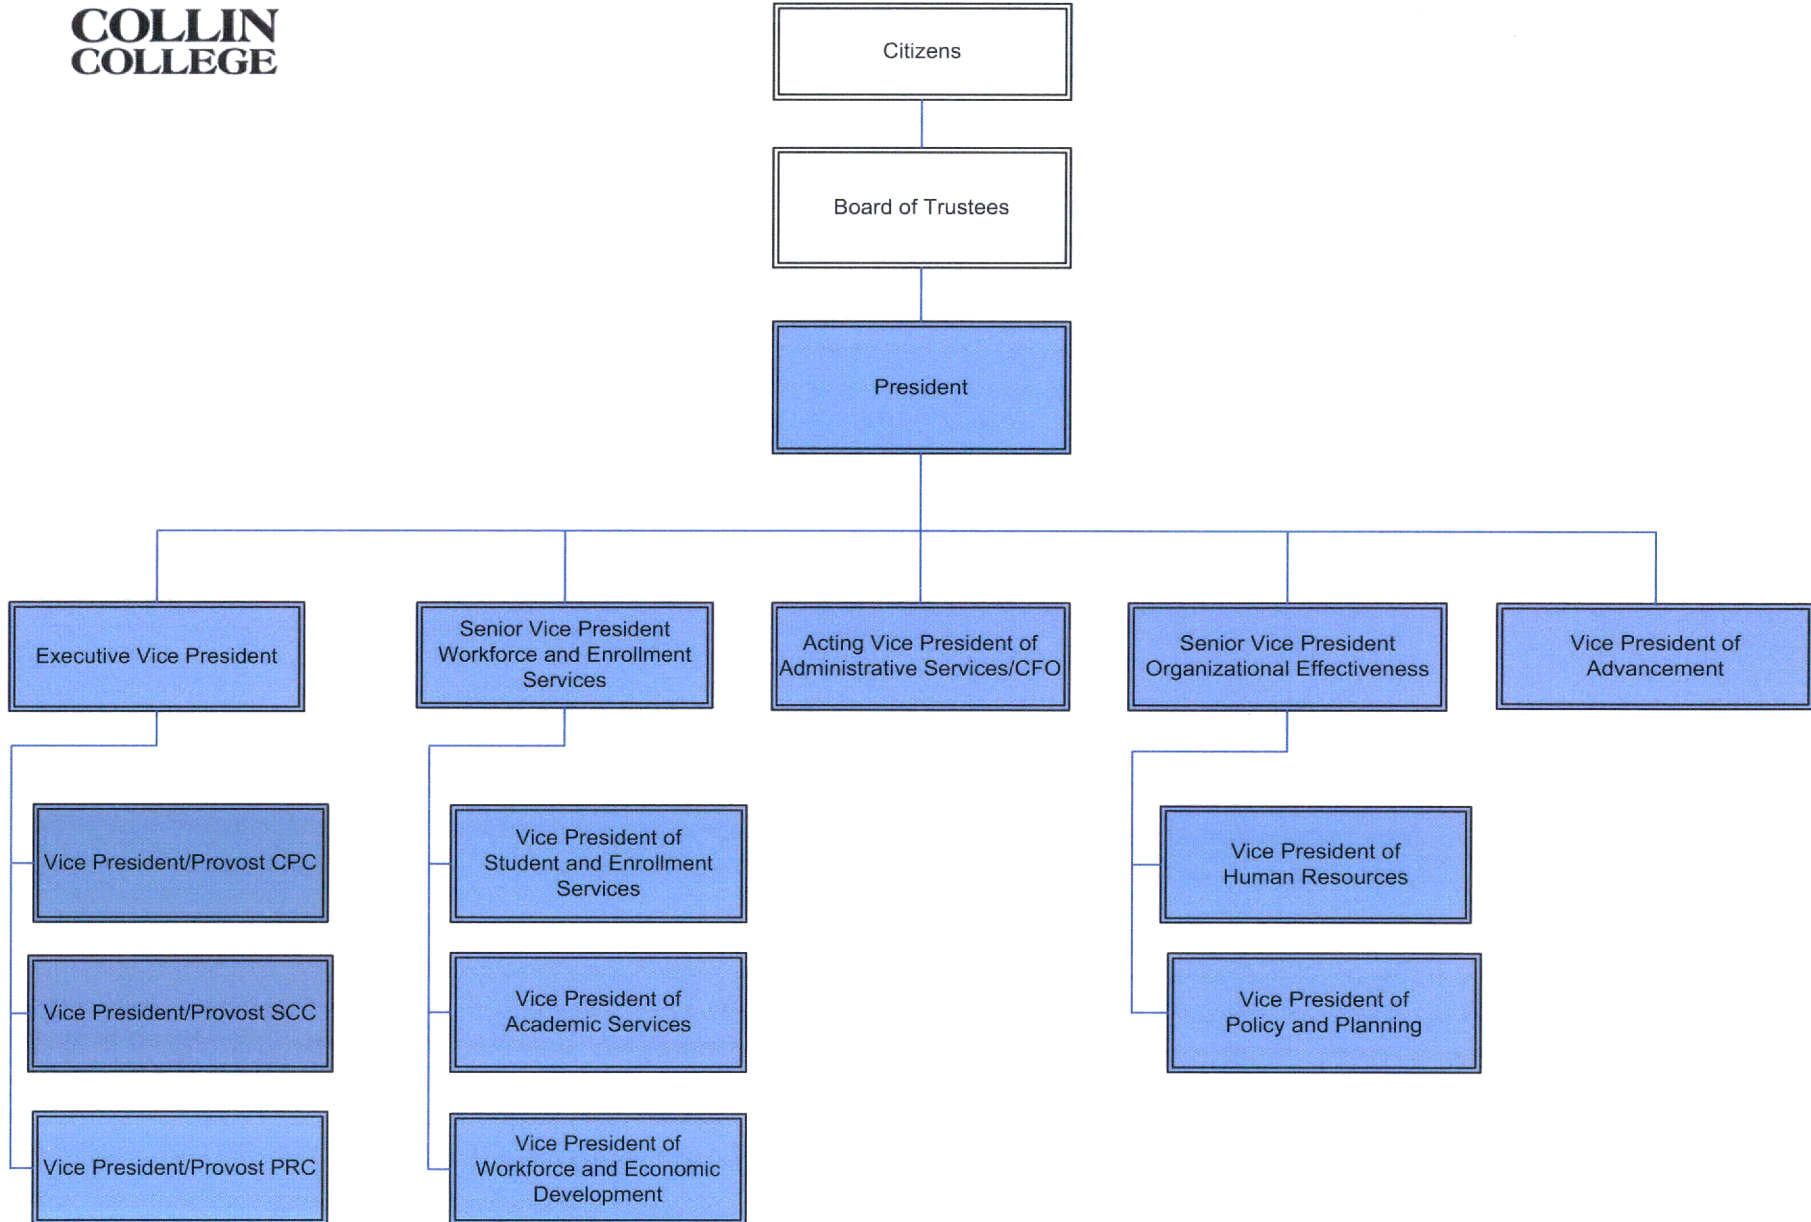 COLLIN
COLLEGE
Citizens
Board of Trustees
President
Executive Vice President
Senior Vice President
Workforce and Enrollment
Services
Acting Vice President of
Administrative Services/CFO
Senior Vice President
Organizational Effectiveness
Vice President of
Advancement
Vice President/Provost CPC
Vice President/Provost SCC
Vice President/Provost PRC
Vice President of
Student and Enrollment
Services
Vice President of
Academic Services
Vice President of
Workforce and Economic
Development
Vice President of
Human Resources
Vice President of
Policy and Planning